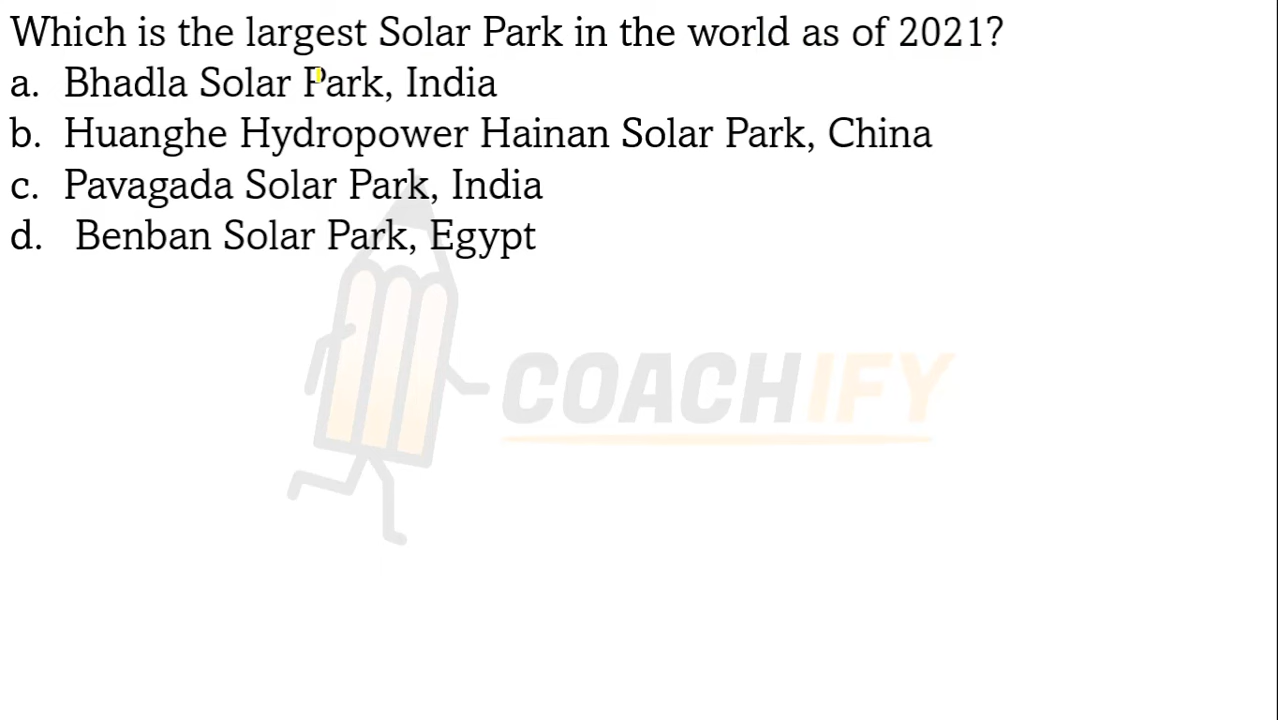 Which is the largest Solar Park in the world as of 2021?
a. Bhadla Solar Park, India
b. Huanghe Hydropower Hainan Solar Park, China
c. Pavagada Solar Park, India
d. Benban Solar Park, Egypt
COACHIFY